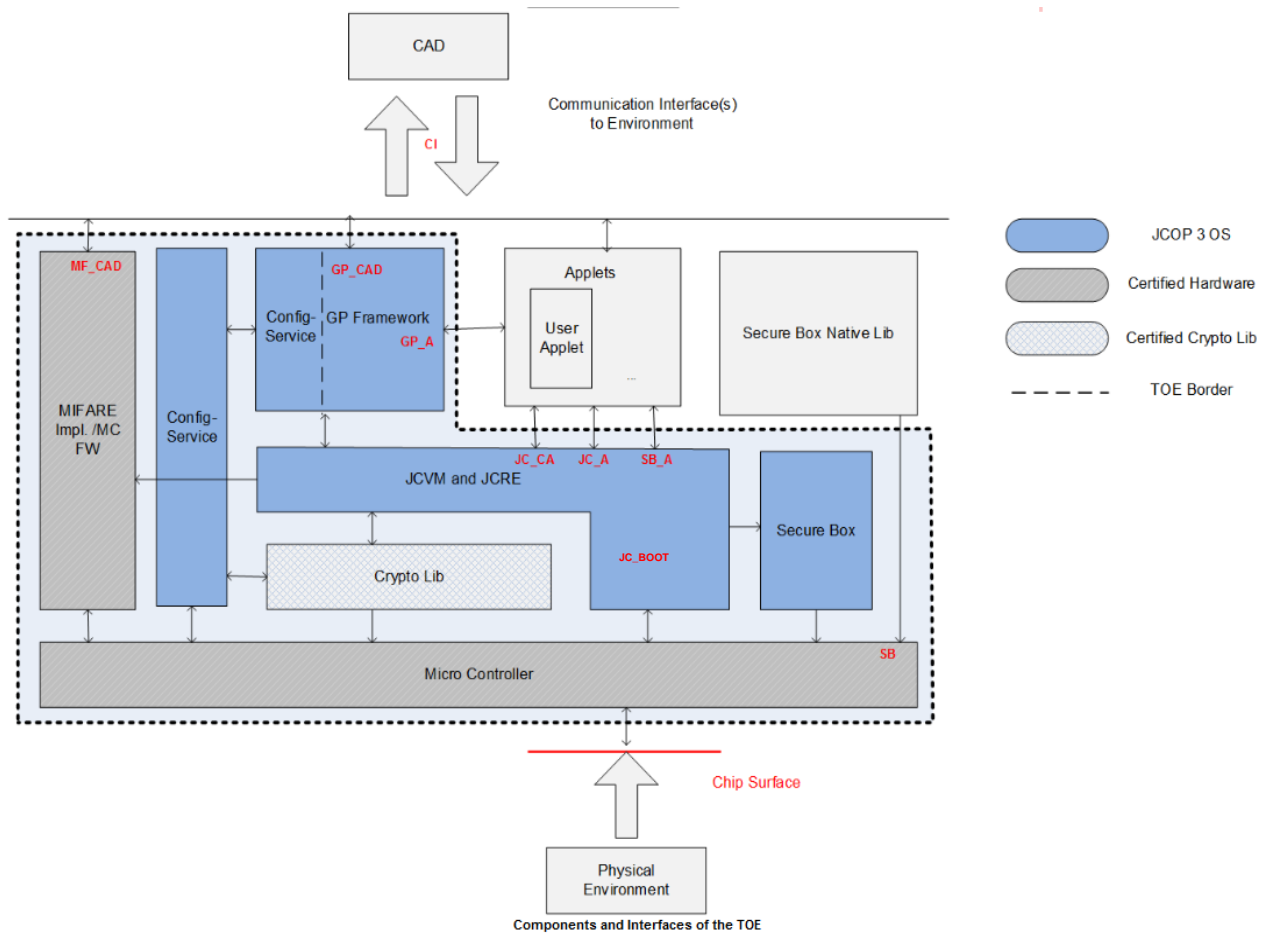 CAD
Communication Interface(s)
to Environment
CI
JCOP 3 OS
Certified Hardware
Certified Crypto Lib
TOE Border
MF_CAD
MIFARE
Impl. /MC
FW
Config-
Service
Config-
Service
GP_CAD
GP Framework
GP_A
Applets
User
Applet
...
Secure Box Native Lib
JC_CA
JC_A
SB_A
JCVM and JCRE
JC_BOOT
Secure Box
Crypto Lib
SB
Micro Controller
Chip Surface
Physical
Environment
Components and Interfaces of the TOE